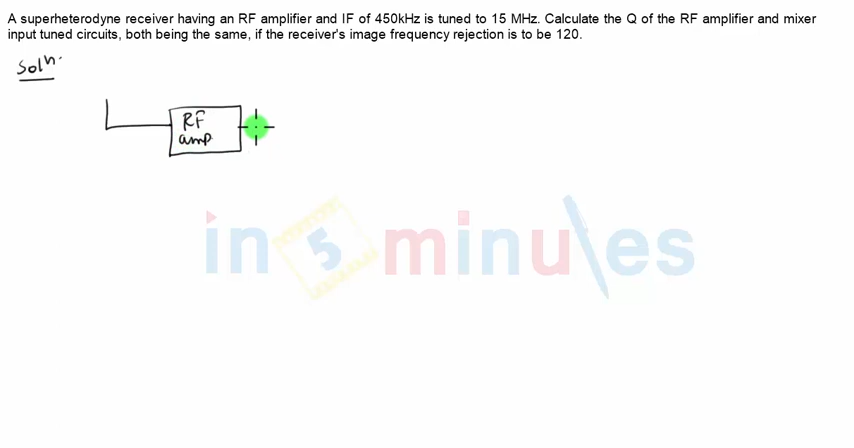 A superheterodyne receiver having an RF amplifier and IF of 450kHz is tuned to 15 MHz. Calculate the Q of the RF amplifier and mixer
input tuned circuits, both being the same, if the receiver's image frequency rejection is to be 120.
Solⁿ.
RF
amp
in 5 minutes